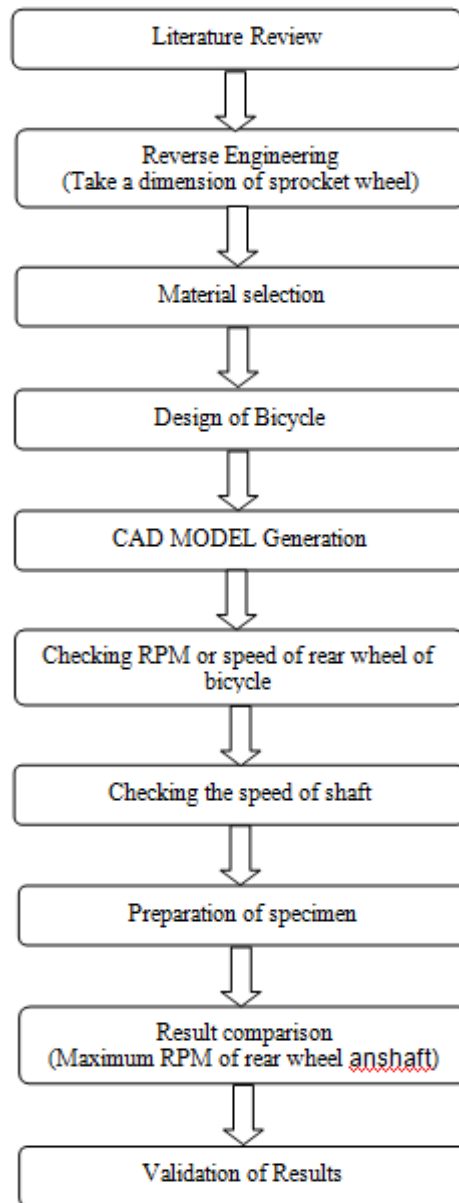 Literature Review
Reverse Engineering
(Take a dimension of sprocket wheel)
Material selection
Design of Bicycle
CAD MODEL Generation
Checking RPM or speed of rear wheel of
bicycle
Checking the speed of shaft
Preparation of specimen
Result comparison
(Maximum RPM of rear wheel anshaft)
Validation of Results